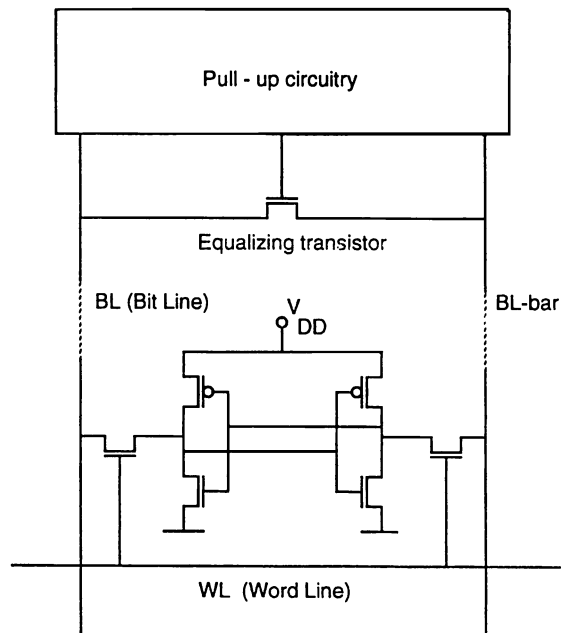 Pull - up circuitry
Equalizing transistor
BL (Bit Line)
BL-bar
V
DD
WL (Word Line)